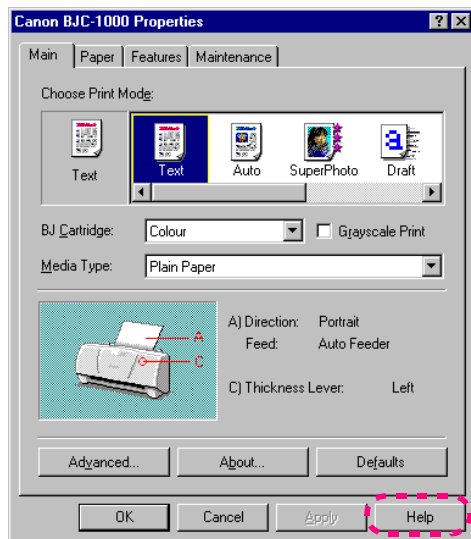 Canon BJC-1000 Properties
Main Paper Features Maintenance
Choose Print Mode:
Text Text Auto SuperPhoto Draft
BJ Cartridge: Colour Grayscale Print
Media Type: Plain Paper
A) Direction: Portrait
A
Feed: Auto Feeder
C
C) Thickness Lever: Left
Advanced... About... Defaults
OK Cancel Apply Help